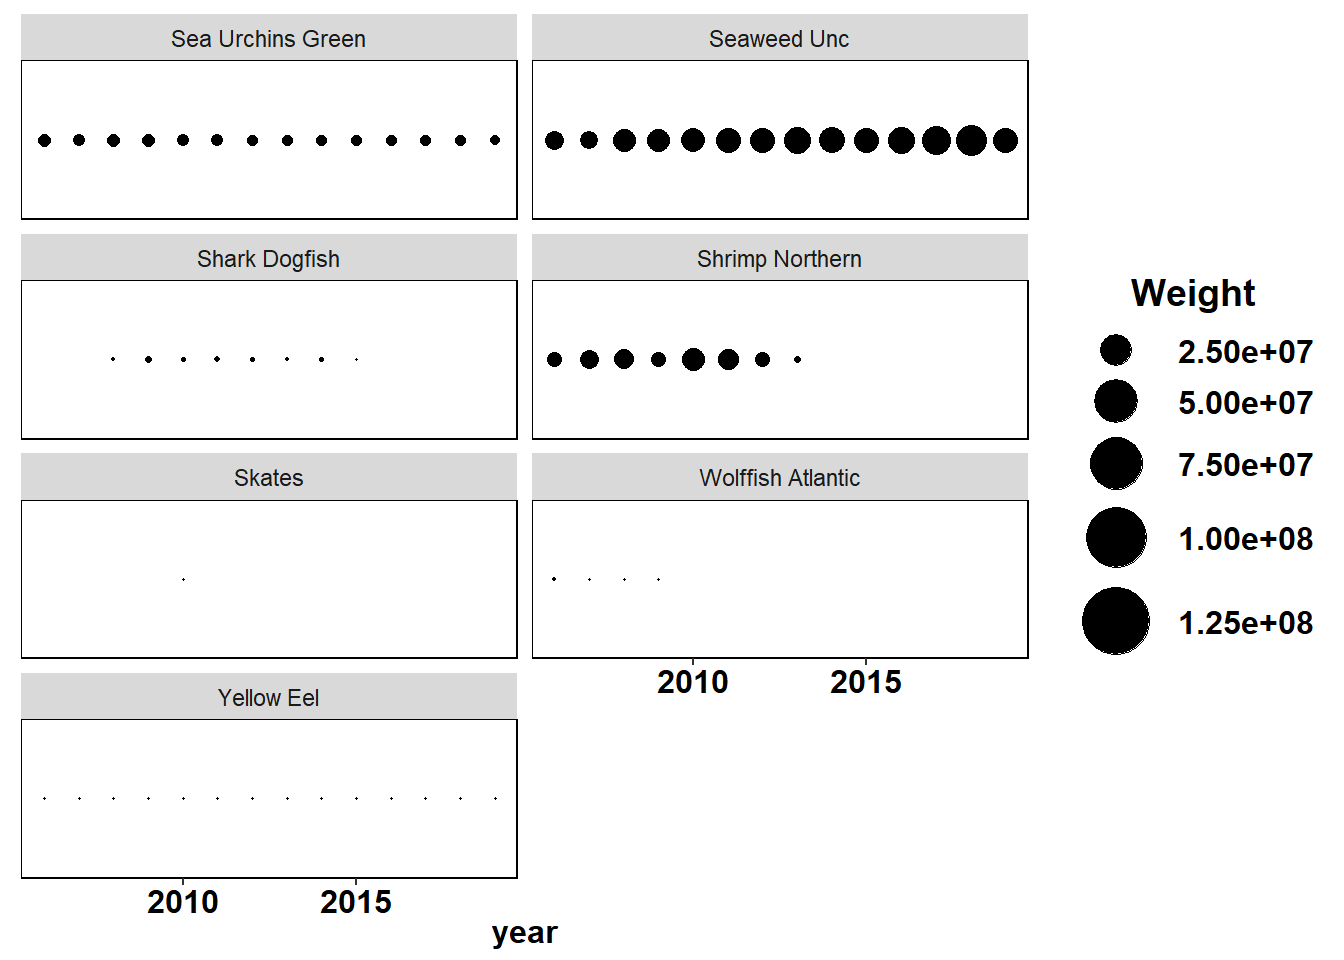 Sea Urchins Green
Seaweed Unc
Shark Dogfish
Shrimp Northern
Skates
Wolffish Atlantic
2010
2015
Yellow Eel
2010
2015
year
Weight
2.50e+07
5.00e+07
7.50e+07
1.00e+08
1.25e+08